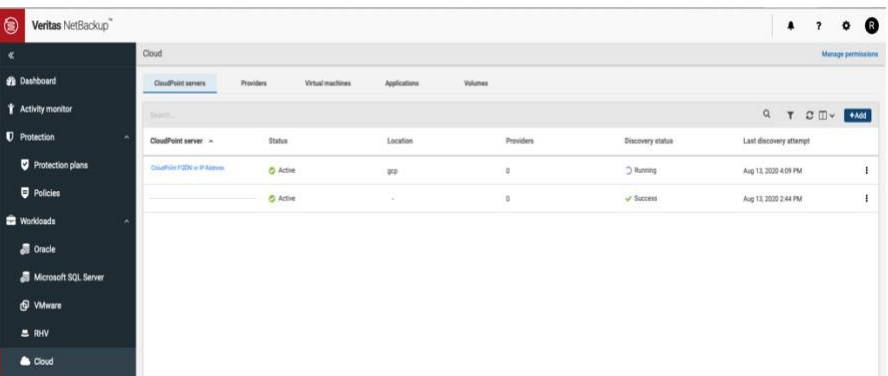 Veritas NetBackup™
?
R
«
Cloud
Manage permissions
Dashboard
Activity monitor
Protection
Protection plans
Policies
Workloads
Oracle
Microsoft SQL Server
VMware
RHV
Cloud
CloudPoint servers Providers Virtual machines Applications Volumes
Search...
+Add
CloudPoint server Status Location Providers Discovery status Last discovery attempt
CloudPoint FQDN or IP Address Active gcp 0 Running Aug 13, 2020 4:09 PM
Active - 0 Success Aug 13, 2020 2:44 PM